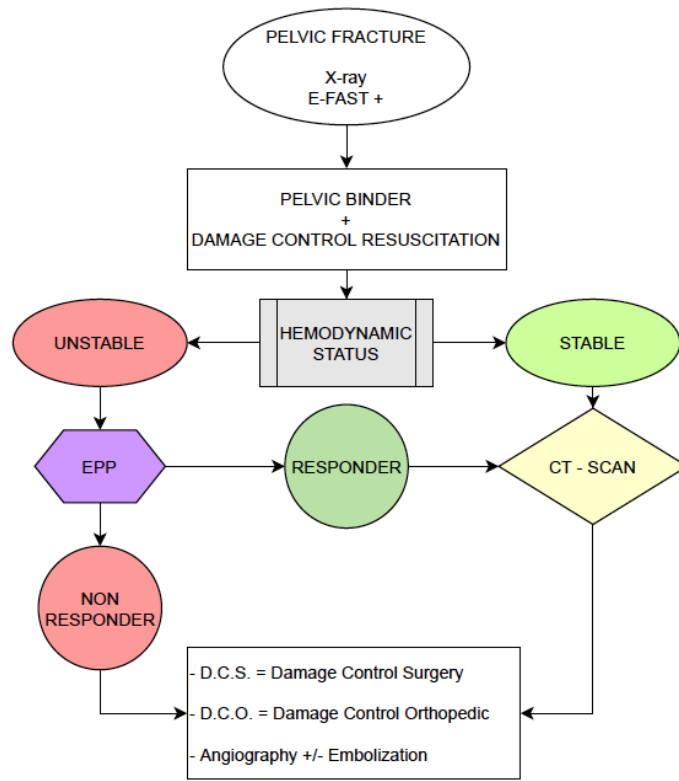 PELVIC FRACTURE
X-ray
E-FAST +
PELVIC BINDER
+
DAMAGE CONTROL RESUSCITATION
UNSTABLE
HEMODYNAMIC
STATUS
STABLE
EPP
RESPONDER
CT - SCAN
NON
RESPONDER
- D.C.S. = Damage Control Surgery
- D.C.O. = Damage Control Orthopedic
- Angiography +/- Embolization